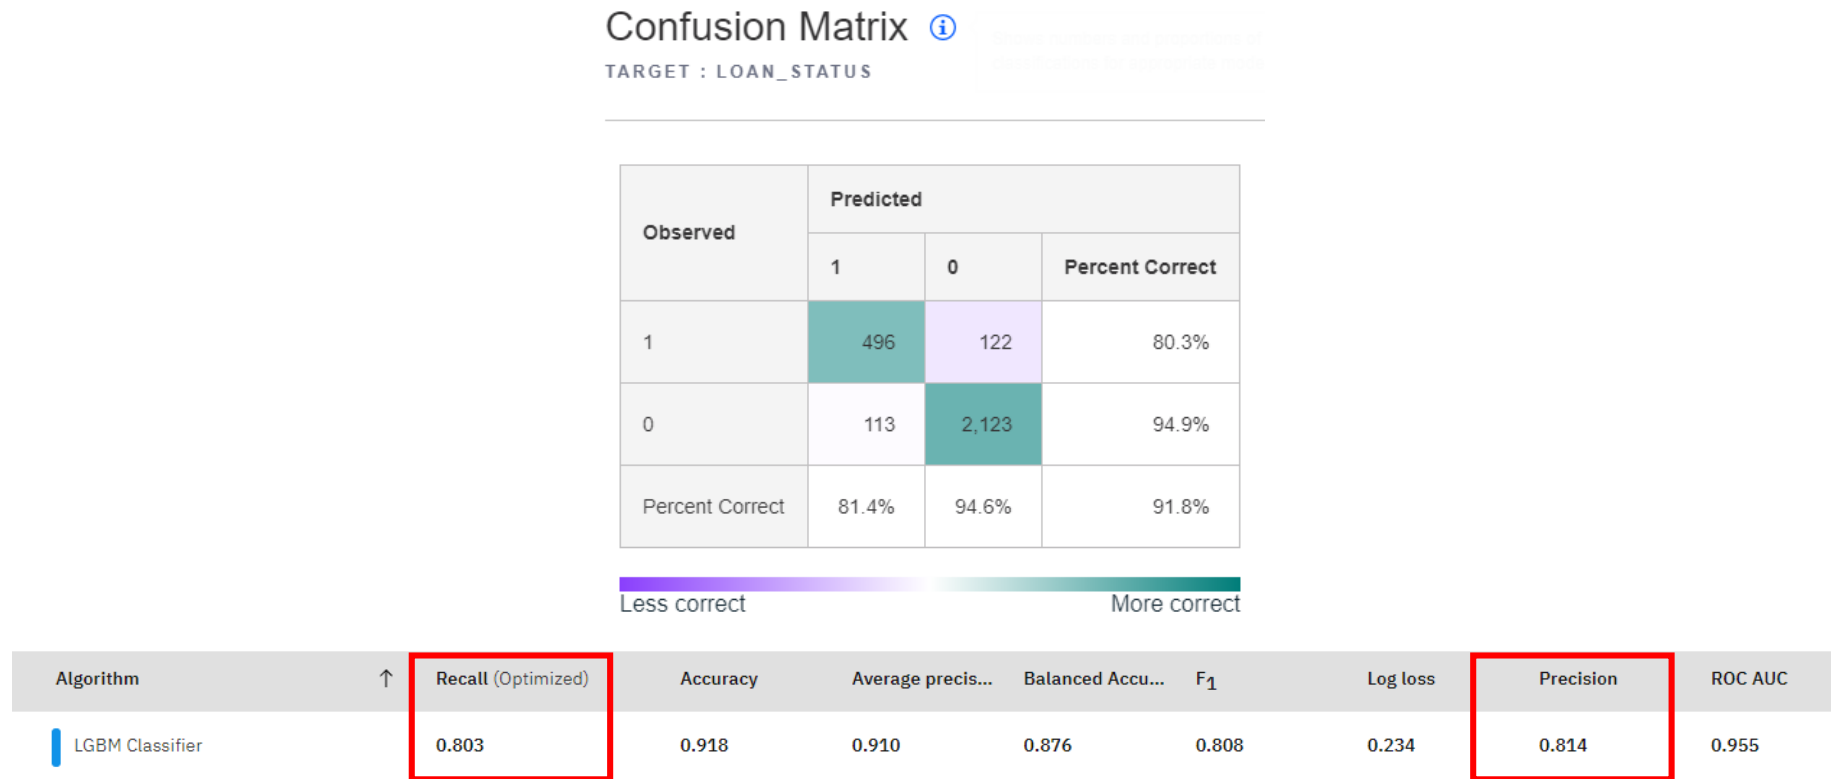 Confusion Matrix
TARGET : LOAN_STATUS
Observed
Predicted
1 0 Percent Correct
1 496 122 80.3%
0 113 2,123 94.9%
Percent Correct 81.4% 94.6% 91.8%
Less correct More correct
Algorithm ↑ Recall (Optimized) Accuracy Average precis... Balanced Accu... F1 Log loss Precision ROC AUC
LGBM Classifier 0.803 0.918 0.910 0.876 0.808 0.234 0.814 0.955